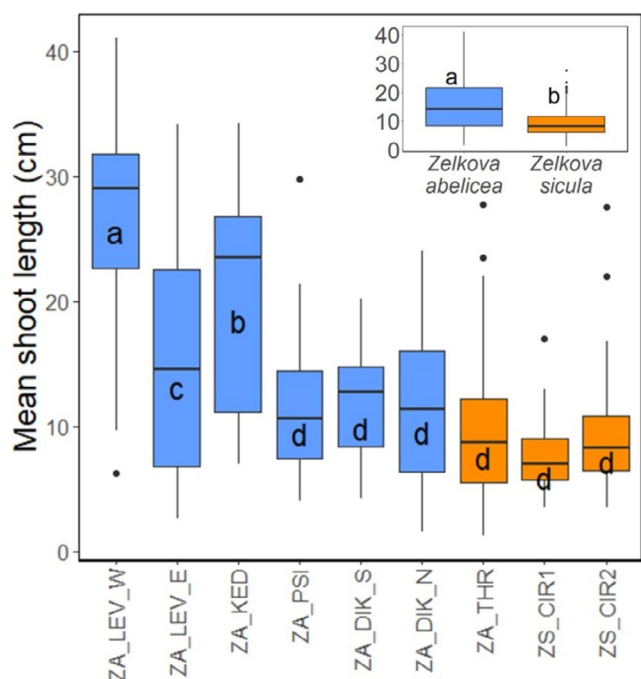 Mean shoot length (cm)
40
30
20
10
0
a
c
b
d
d
d
d
d
d
ZA_LEV_W
ZA_LEV_E
ZA_KED
ZA_PSI
ZA_DIK_S
ZA_DIK_N
ZA_THR
ZS_CIR1
ZS_CIR2
40
30
20
10
0
a
b
Zelkova
abelicea
Zelkova
sicula